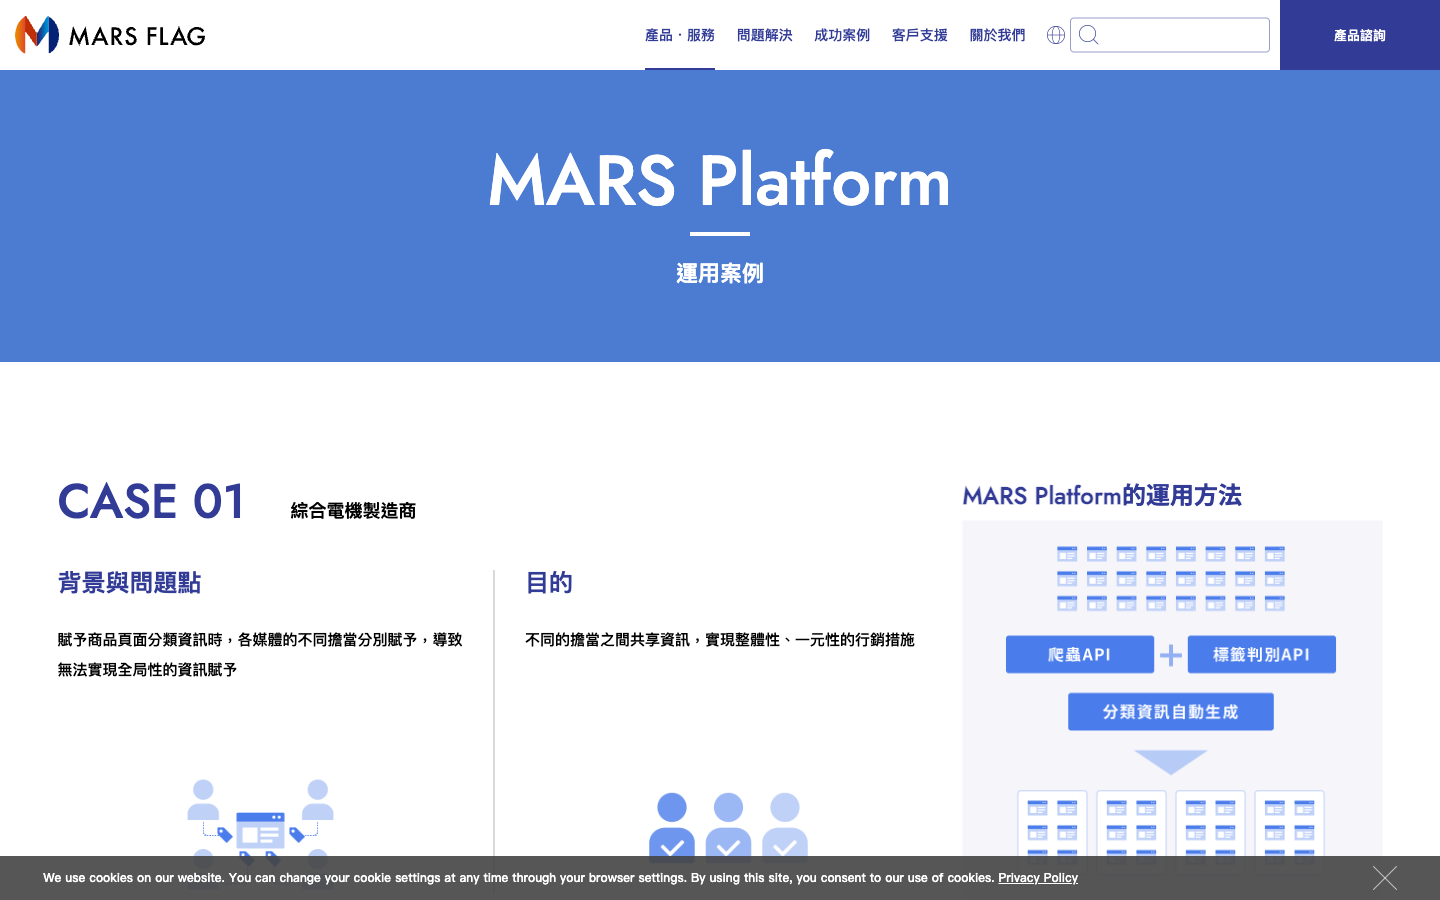 MARS FLAG
產品・服務
問題解決
成功案例
客戶支援
關於我們
產品諮詢
MARS Platform
運用案例
CASE 01
綜合電機製造商
背景與問題點
賦予商品頁面分類資訊時，各媒體的不同擔當分別賦予，導致
無法實現全局性的資訊賦予
目的
不同的擔當之間共享資訊，實現整體性、一元性的行銷措施
MARS Platform的運用方法
爬蟲API
標籤判別API
分類資訊自動生成
We use cookies on our website. You can change your cookie settings at any time through your browser settings. By using this site, you consent to our use of cookies. Privacy Policy